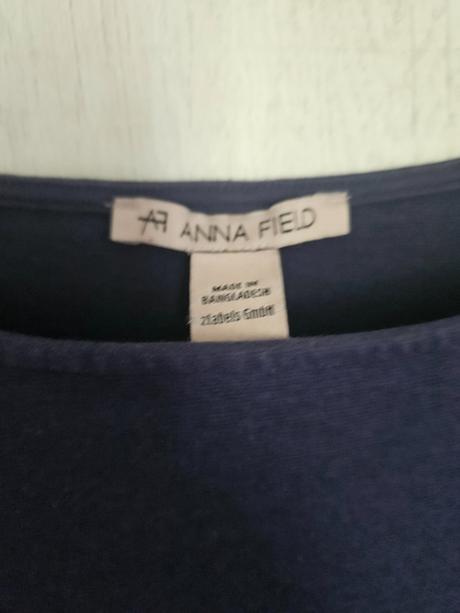 AF ANNA FIELD
MADE IN
BANGLADESH
zLabels GmbH